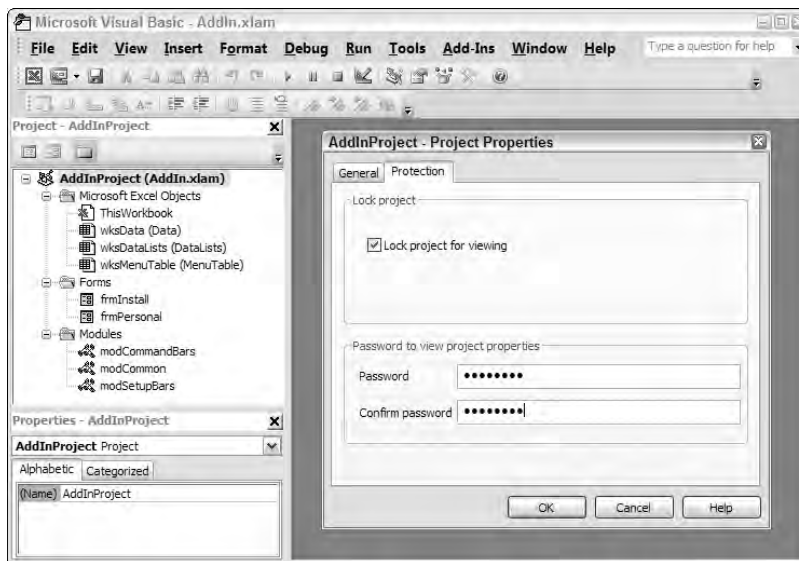 Microsoft Visual Basic - AddIn.xlam
File Edit View Insert Format Debug Run Tools Add-Ins Window Help Type a question for help
Project - AddInProject
AddInProject (AddIn.xlam)
Microsoft Excel Objects
ThisWorkbook
wksData (Data)
wksDataLists (DataLists)
wksMenuTable (MenuTable)
Forms
frmInstall
frmPersonal
Modules
modCommandBars
modCommon
modSetupBars
Properties - AddInProject
AddInProject Project
Alphabetic Categorized
(Name) AddInProject
AddInProject - Project Properties
General Protection
Lock project
Lock project for viewing
Password to view project properties
Password ••••••••
Confirm password ••••••••
OK Cancel Help